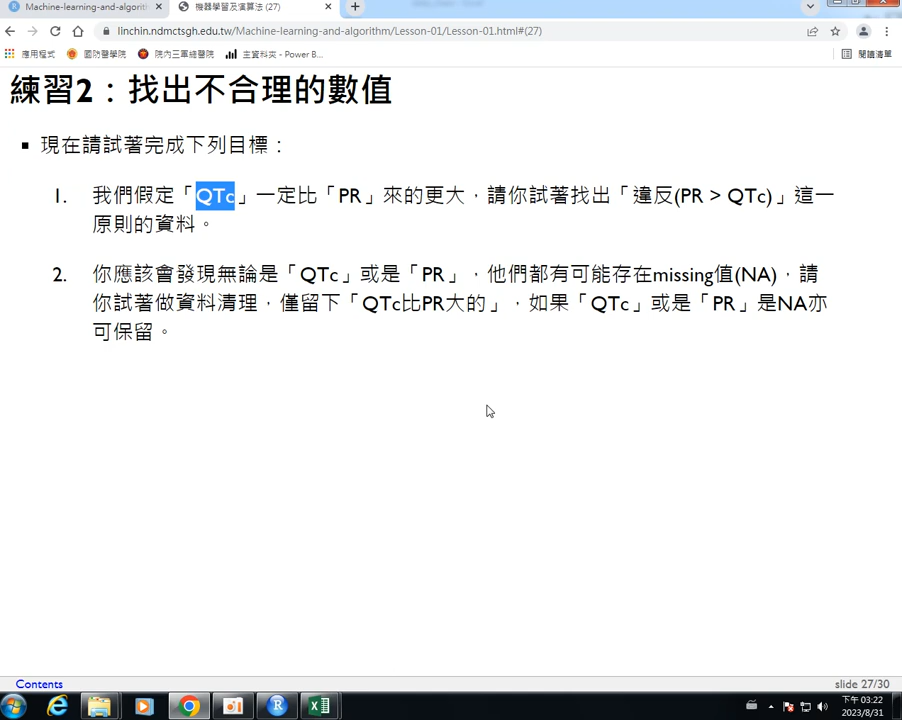 Machine-learning-and-algorith
機器學習及演算法 (27)
linchin.ndmctsgh.edu.tw/Machine-learning-and-algorithm/Lesson-01/Lesson-01.html#(27)
應用程式
國防醫學院
院內三軍總醫院
主資料夾 - Power B...
閱讀清單
練習2：找出不合理的數值
現在請試著完成下列目標：
1. 我們假定「QTc」一定比「PR」來的更大，請你試著找出「違反(PR > QTc)」這一
原則的資料。
2. 你應該會發現無論是「QTc」或是「PR」，他們都有可能存在missing值(NA)，請
你試著做資料清理，僅留下「QTc比PR大的」，如果「QTc」或是「PR」是NA亦
可保留。
Contents
slide 27/30
下午 03:22
2023/8/31